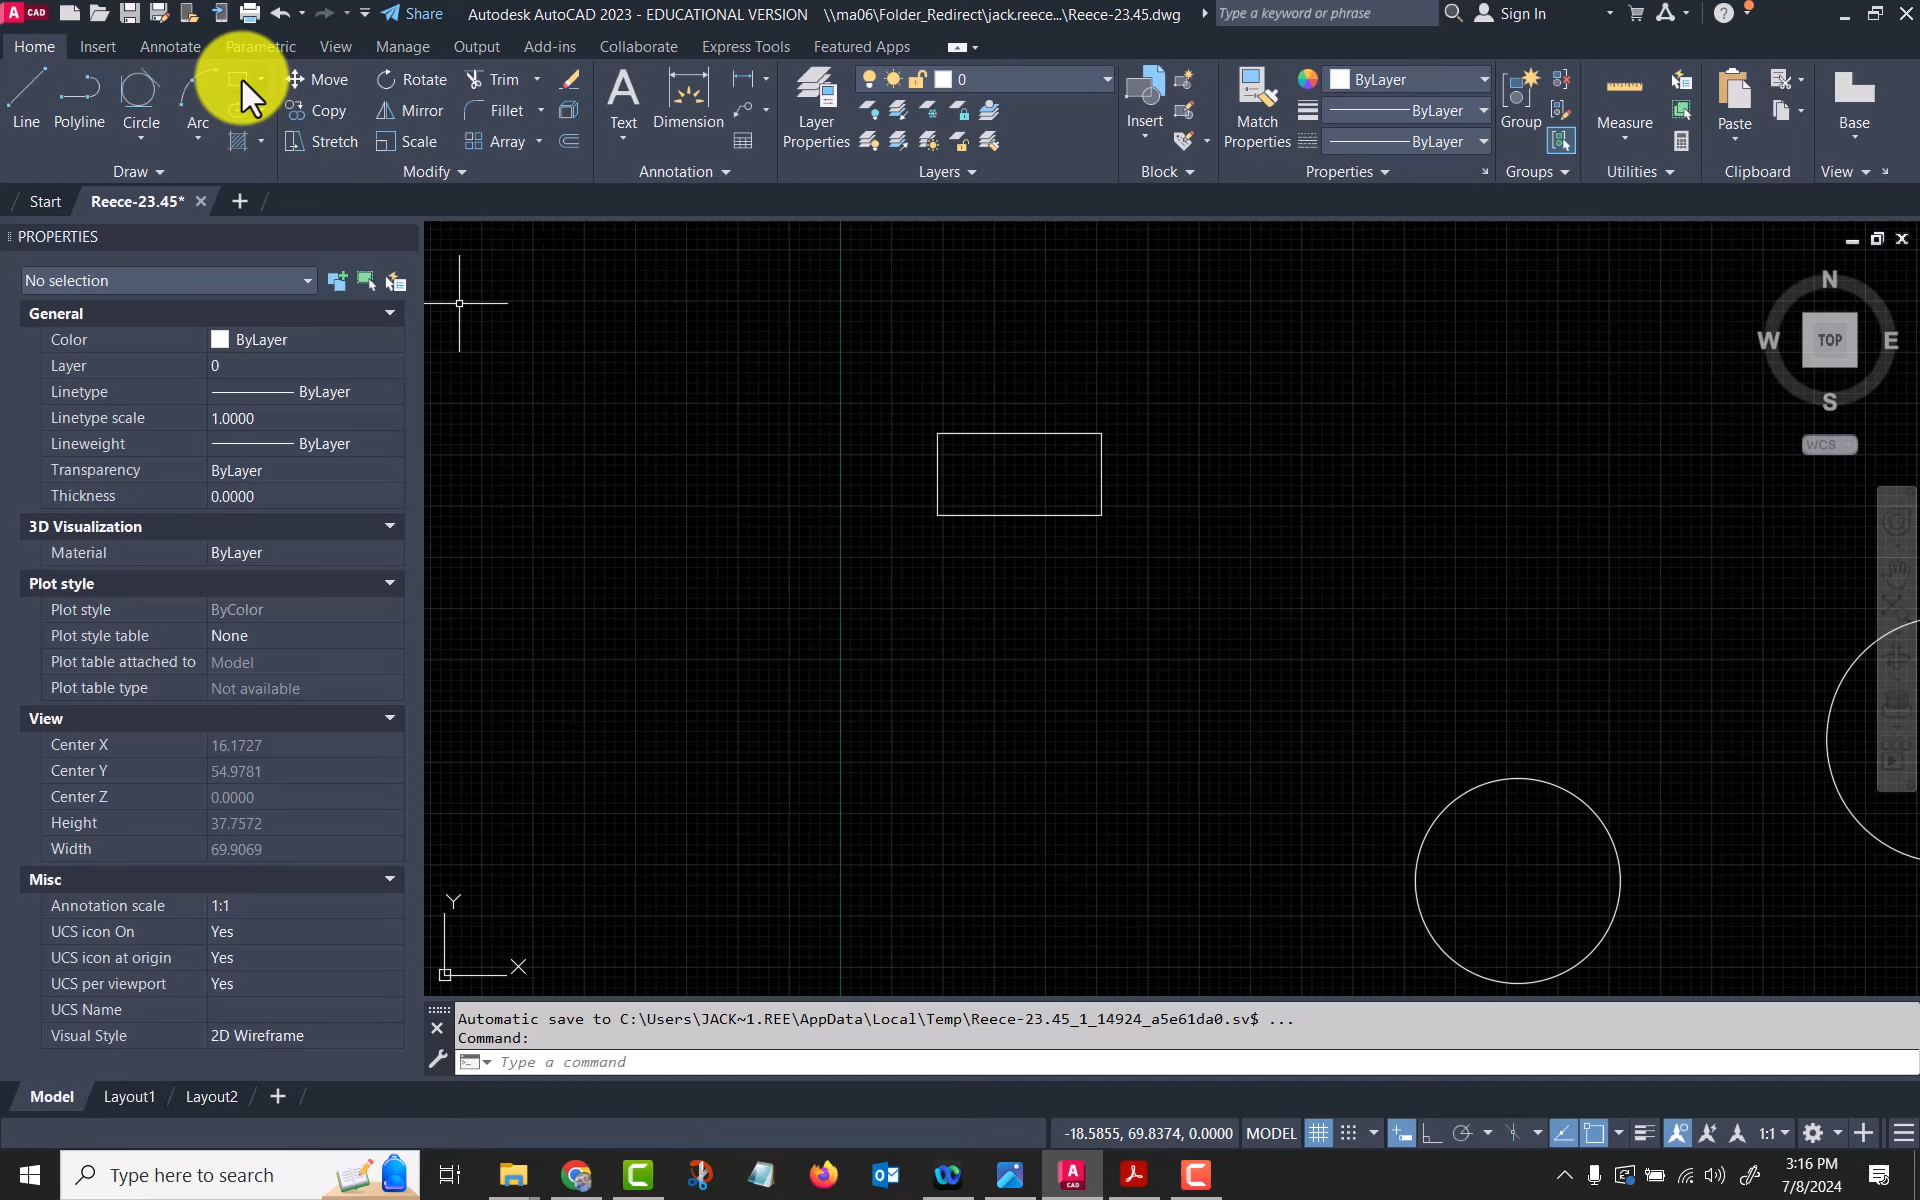 CAD
Share
Autodesk AutoCAD 2023 - EDUCATIONAL VERSION
\\ma06\Folder_Redirect\jack.reece...\Reece-23.45.dwg
Type a keyword or phrase
Sign In
Home
Insert
Annotate
Parametric
View
Manage
Output
Add-ins
Collaborate
Express Tools
Featured Apps
Line
Polyline
Circle
Arc
Draw
Move
Rotate
Trim
Copy
Mirror
Fillet
Stretch
Scale
Array
Modify
Text
Dimension
Annotation
Layer
Properties
0
Layers
Insert
Block
Match
Properties
ByLayer
ByLayer
ByLayer
Properties
Group
Groups
Measure
Utilities
Paste
Clipboard
Base
View
Start
Reece-23.45*
PROPERTIES
No selection
General
Color ByLayer
Layer 0
Linetype ByLayer
Linetype scale 1.0000
Lineweight ByLayer
Transparency ByLayer
Thickness 0.0000
3D Visualization
Material ByLayer
Plot style
Plot style ByColor
Plot style table None
Plot table attached to Model
Plot table type Not available
View
Center X 16.1727
Center Y 54.9781
Center Z 0.0000
Height 37.7572
Width 69.9069
Misc
Annotation scale 1:1
UCS icon On Yes
UCS icon at origin Yes
UCS per viewport Yes
UCS Name
Visual Style 2D Wireframe
N
W TOP E
S
WCS
Y
X
Automatic save to C:\Users\JACK~1.REE\AppData\Local\Temp\Reece-23.45_1_14924_a5e61da0.sv$ ...
Command:
Type a command
Model
Layout1
Layout2
-18.5855, 69.8374, 0.0000
MODEL
1:1
Type here to search
3:16 PM
7/8/2024